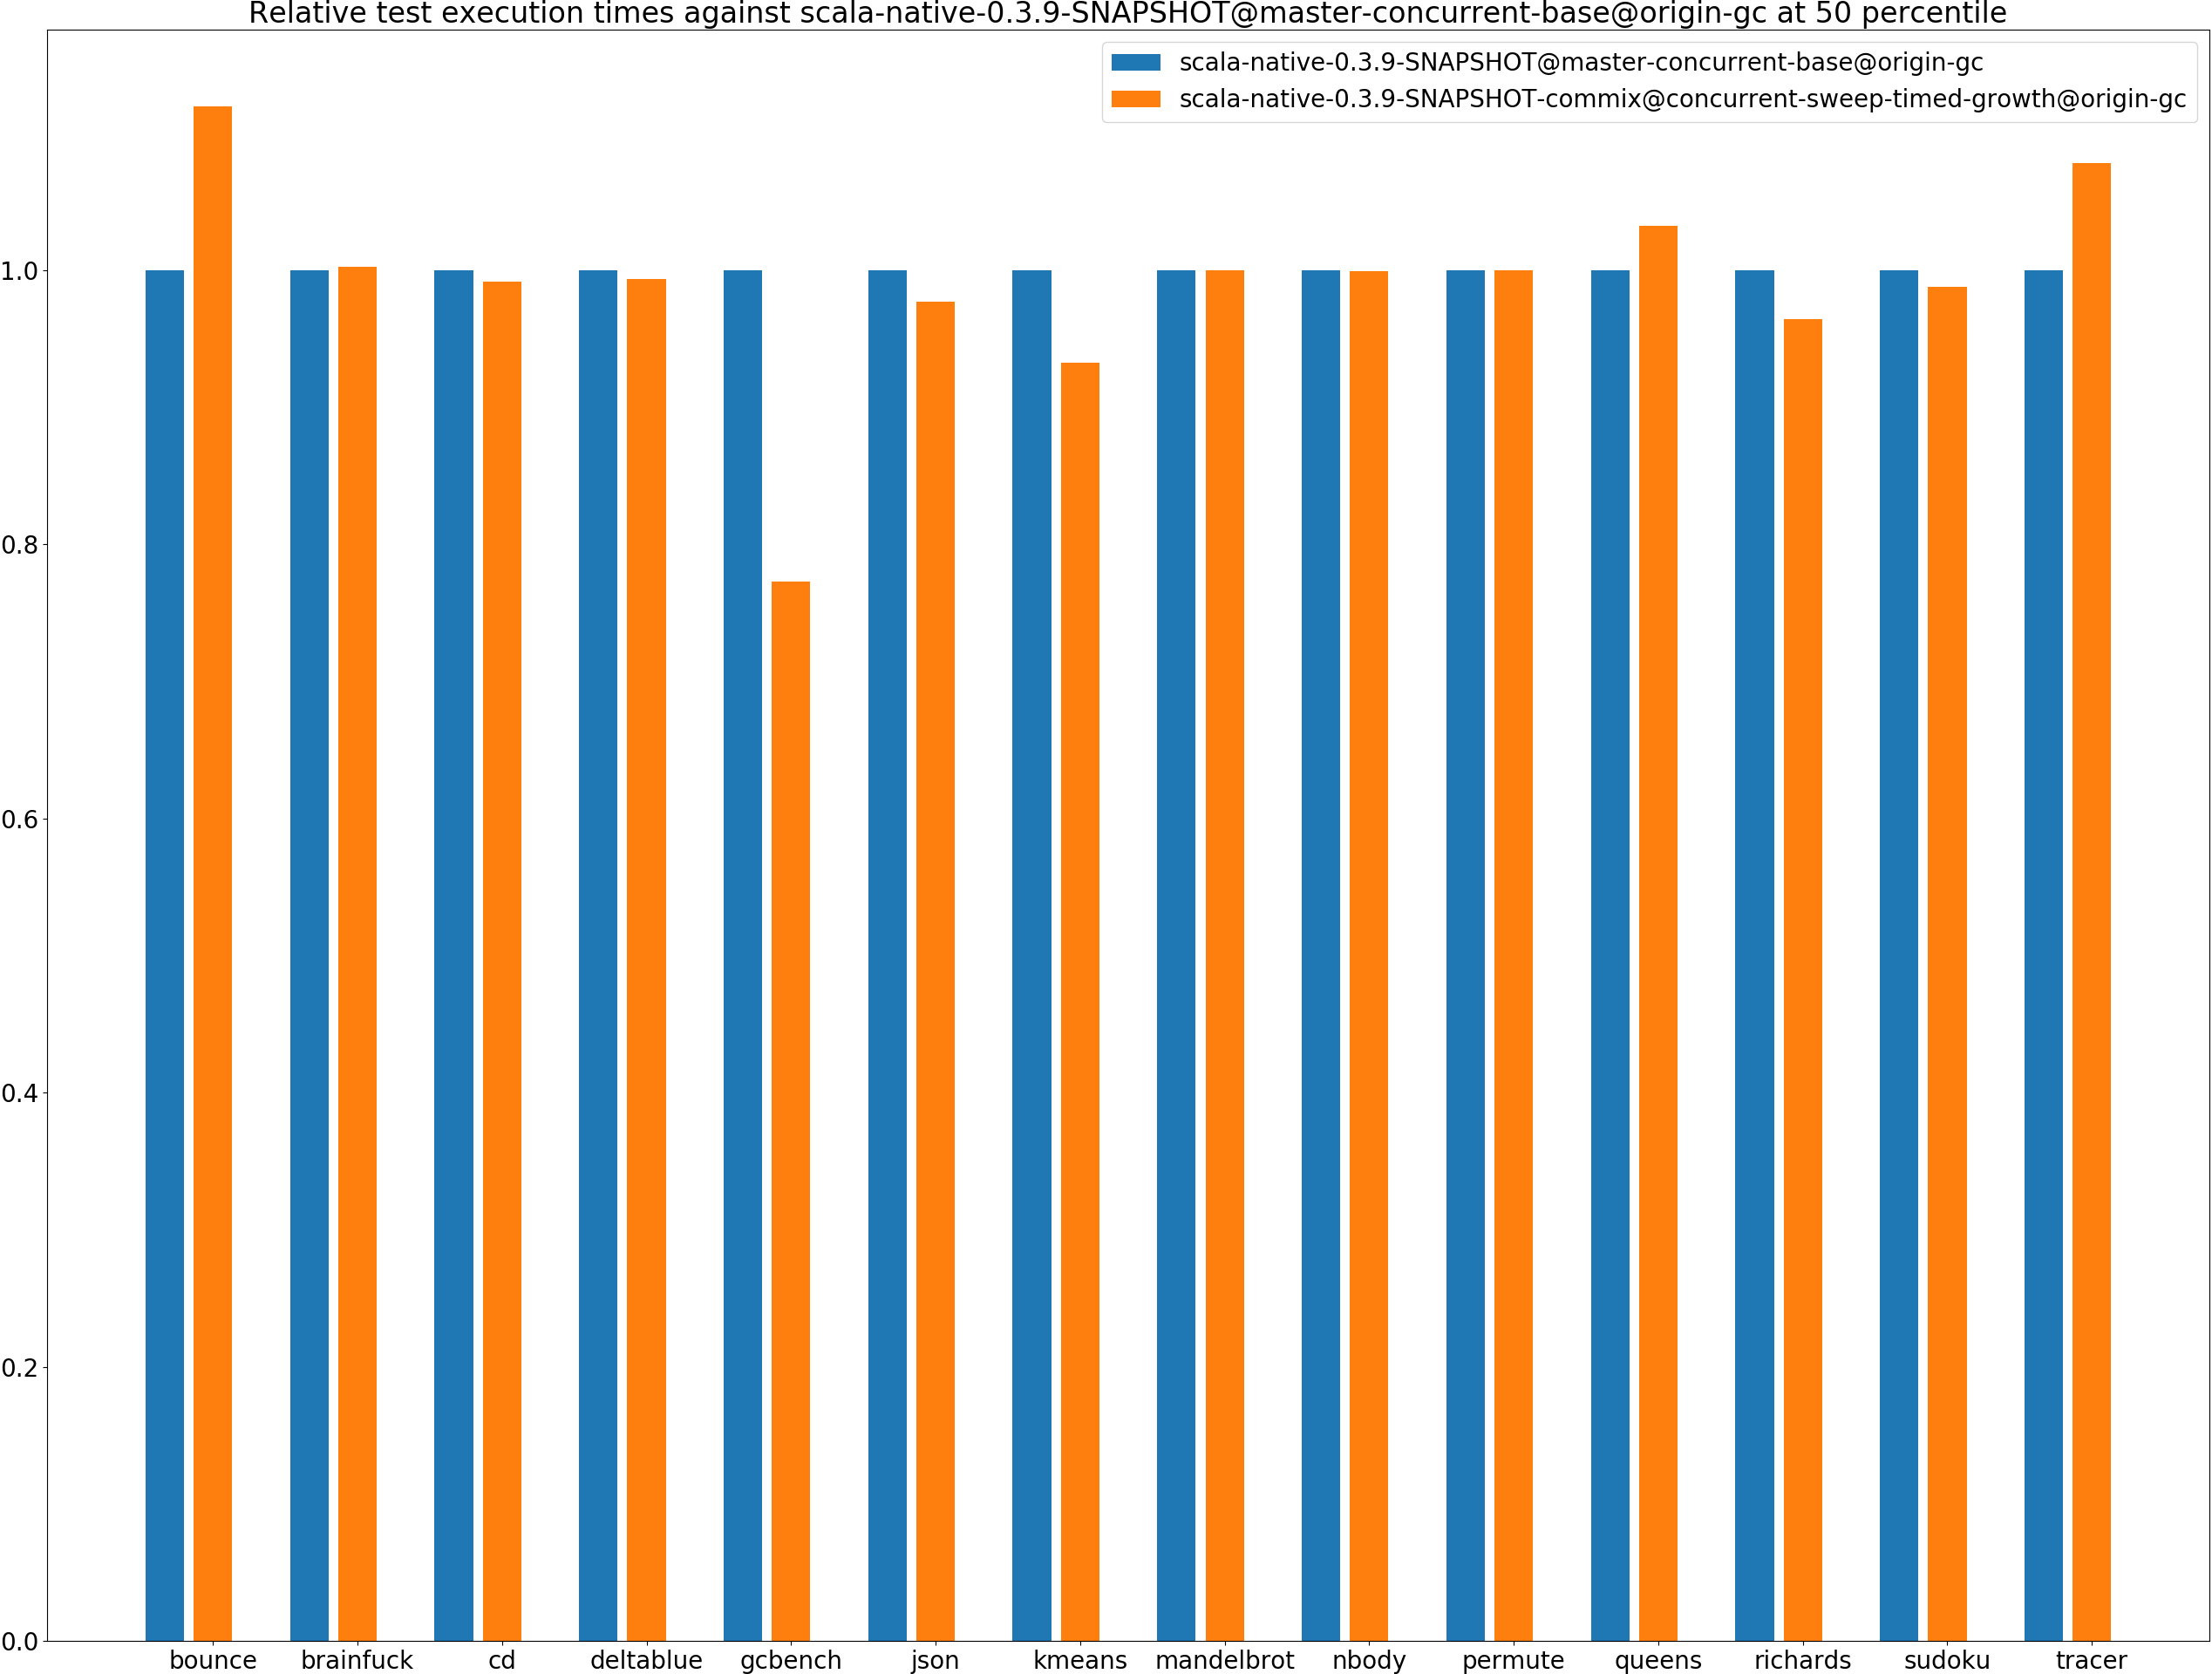 Relative test execution times against scala-native-0.3.9-SNAPSHOT@master-concurrent-base@origin-gc at 50 percentile
scala-native-0.3.9-SNAPSHOT@master-concurrent-base@origin-gc
scala-native-0.3.9-SNAPSHOT-commix@concurrent-sweep-timed-growth@origin-gc
1.0
0.8
0.6
0.4
0.2
0.0
bounce brainfuck cd deltablue gcbench json kmeans mandelbrot nbody permute queens richards sudoku tracer